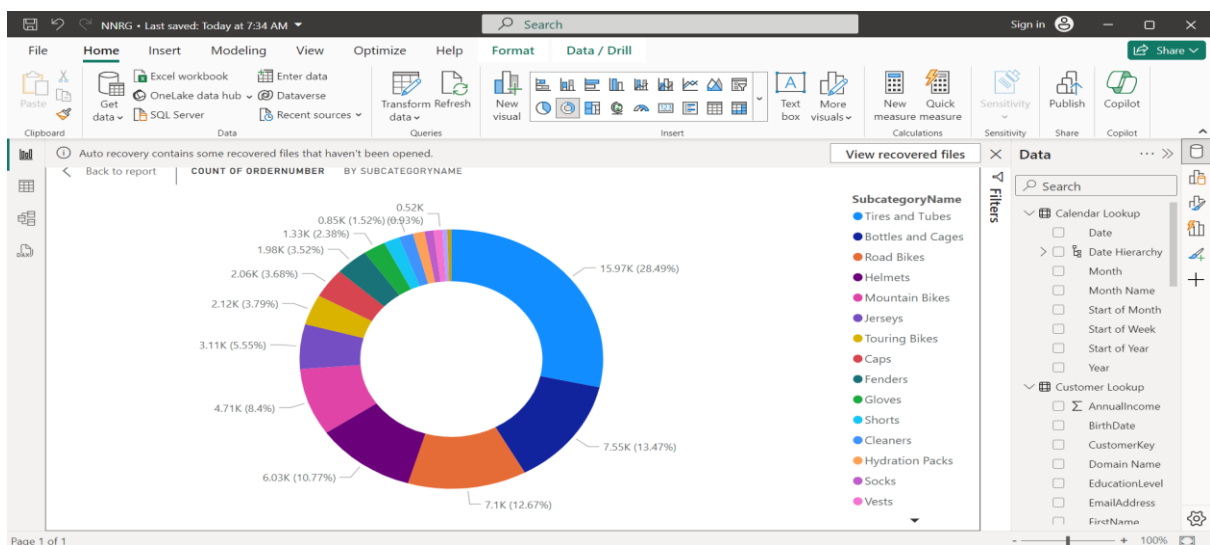 NNRG • Last saved: Today at 7:34 AM
Search
Sign in
File Home Insert Modeling View Optimize Help Format Data / Drill
Share
Paste
Get data
Excel workbook
OneLake data hub
SQL Server
Enter data
Dataverse
Recent sources
Transform data
Refresh
New visual
Text box
More visuals
New measure
Quick measure
Sensitivity
Publish
Copilot
Clipboard Data Queries Insert Calculations Sensitivity Share Copilot
Auto recovery contains some recovered files that haven't been opened.
View recovered files
Back to report
COUNT OF ORDERNUMBER BY SUBCATEGORYNAME
0.52K
(0.93%)
0.85K (1.52%)
1.33K (2.38%)
1.98K (3.52%)
2.06K (3.68%)
2.12K (3.79%)
3.11K (5.55%)
4.71K (8.4%)
6.03K (10.77%)
7.1K (12.67%)
7.55K (13.47%)
15.97K (28.49%)
SubcategoryName
Tires and Tubes
Bottles and Cages
Road Bikes
Helmets
Mountain Bikes
Jerseys
Touring Bikes
Caps
Fenders
Gloves
Shorts
Cleaners
Hydration Packs
Socks
Vests
Filters
Data
Search
Calendar Lookup
Date
Date Hierarchy
Month
Month Name
Start of Month
Start of Week
Start of Year
Year
Customer Lookup
AnnualIncome
BirthDate
CustomerKey
Domain Name
EducationLevel
EmailAddress
FirstName
Page 1 of 1
100%